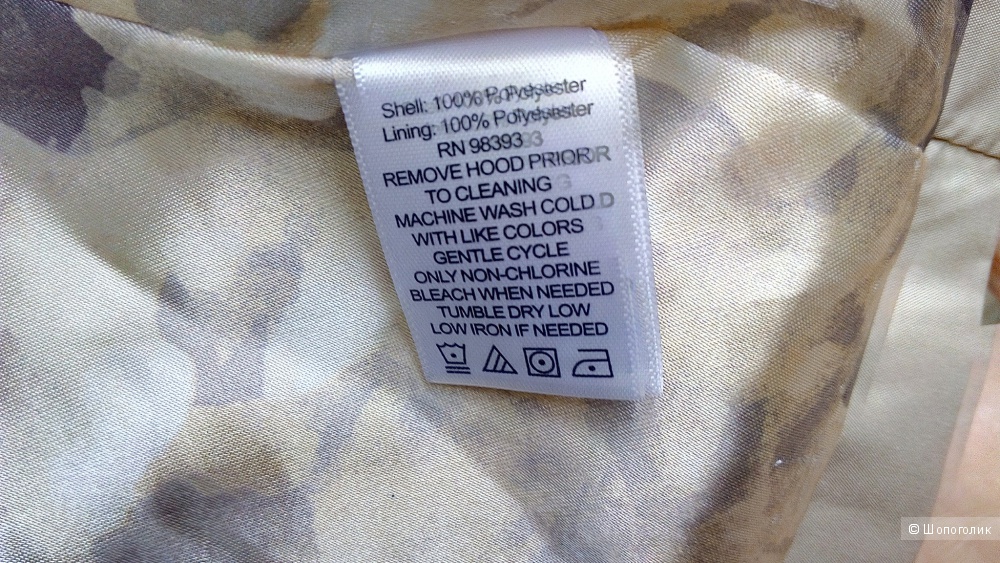 Shell: 100% Polyester
Lining: 100% Polyester
RN 98393
REMOVE HOOD PRIOR
TO CLEANING
MACHINE WASH COLD
WITH LIKE COLORS
GENTLE CYCLE
ONLY NON-CHLORINE
BLEACH WHEN NEEDED
TUMBLE DRY LOW
LOW IRON IF NEEDED
© Шопоголик